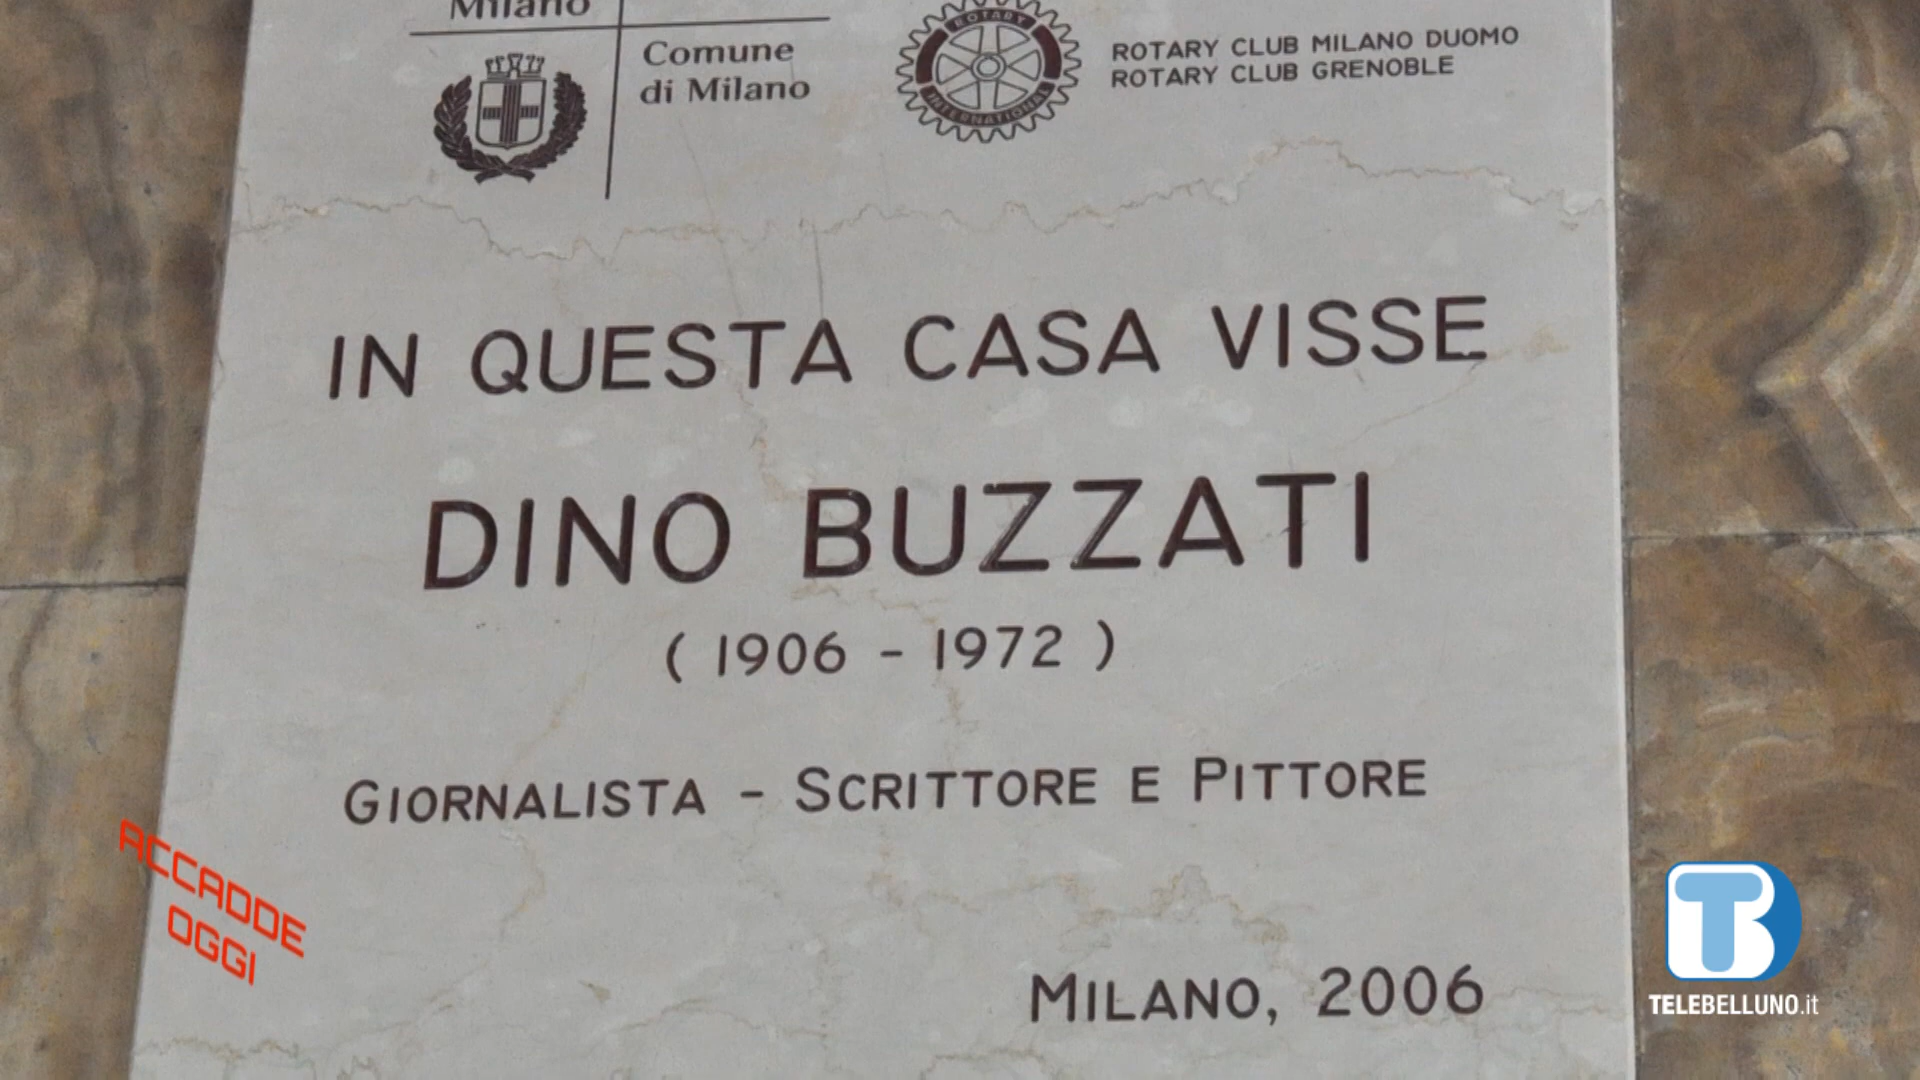 Milano
Comune
di Milano
ROTARY
INTERNATIONAL
ROTARY CLUB MILANO DUOMO
ROTARY CLUB GRENOBLE
IN QUESTA CASA VISSE
DINO BUZZATI
( 1906 - 1972 )
GIORNALISTA - SCRITTORE E PITTORE
MILANO, 2006
ACCADDE
OGGI
TB
TELEBELLUNO.it